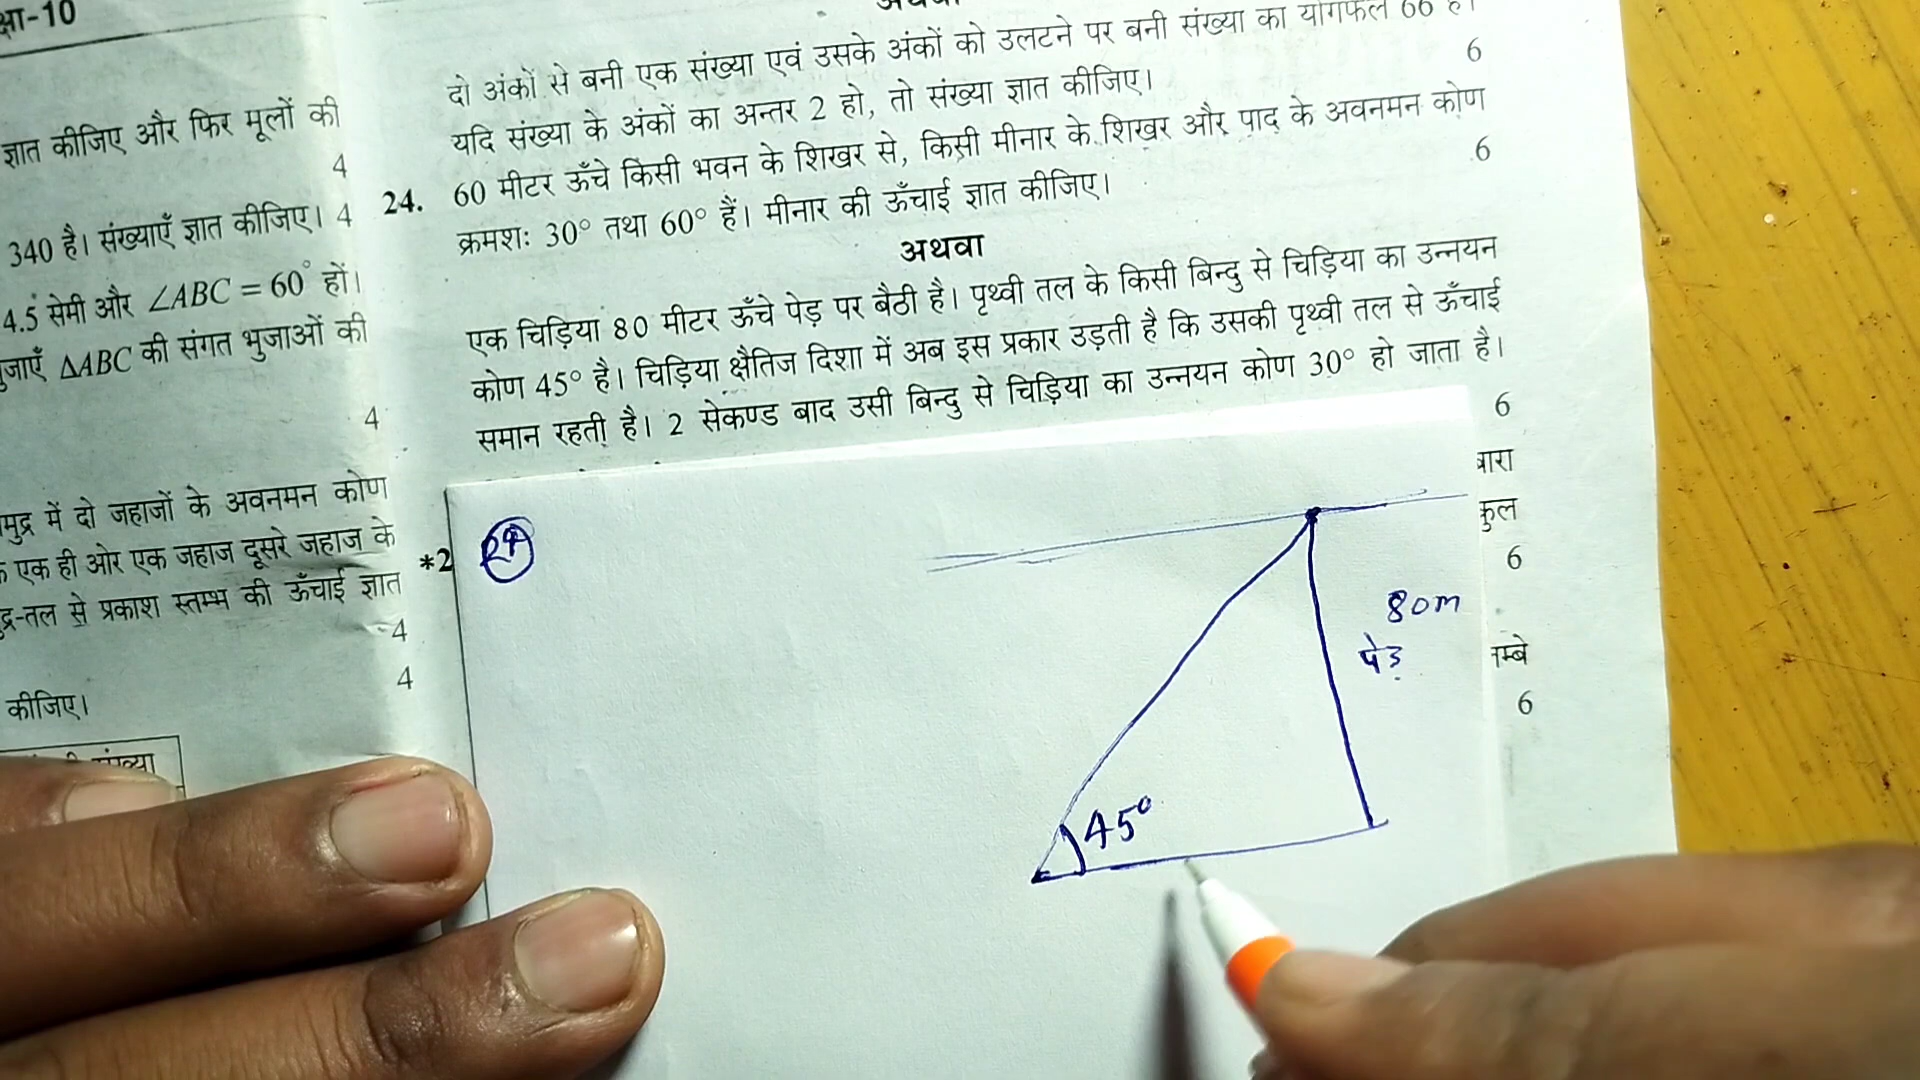 ज्ञात कीजिए और फिर मूलों की
4
340 है। संख्याएँ ज्ञात कीजिए। 4
4.5 सेमी और ∠ABC = 60° हों।
ΔABC की संगत भुजाओं की
4
में दो जहाजों के अवनमन कोण
एक ही ओर एक जहाज दूसरे जहाज के
से प्रकाश स्तम्भ की ऊँचाई ज्ञात
4
4
कीजिए।
दो अंकों से बनी एक संख्या एवं उसके अंकों को उलटने पर बनी संख्या का योगफल 66 है।
यदि संख्या के अंकों का अन्तर 2 हो, तो संख्या ज्ञात कीजिए। 6
24. 60 मीटर ऊँचे किसी भवन के शिखर से, किसी मीनार के शिखर और पाद के अवनमन कोण
क्रमशः 30° तथा 60° हैं। मीनार की ऊँचाई ज्ञात कीजिए। 6
अथवा
एक चिड़िया 80 मीटर ऊँचे पेड़ पर बैठी है। पृथ्वी तल के किसी बिन्दु से चिड़िया का उन्नयन
कोण 45° है। चिड़िया क्षैतिज दिशा में अब इस प्रकार उड़ती है कि उसकी पृथ्वी तल से ऊँचाई
समान रहती है। 2 सेकण्ड बाद उसी बिन्दु से चिड़िया का उन्नयन कोण 30° हो जाता है।
6
*2
24
80m
पेड़
45°
कुल
6
6